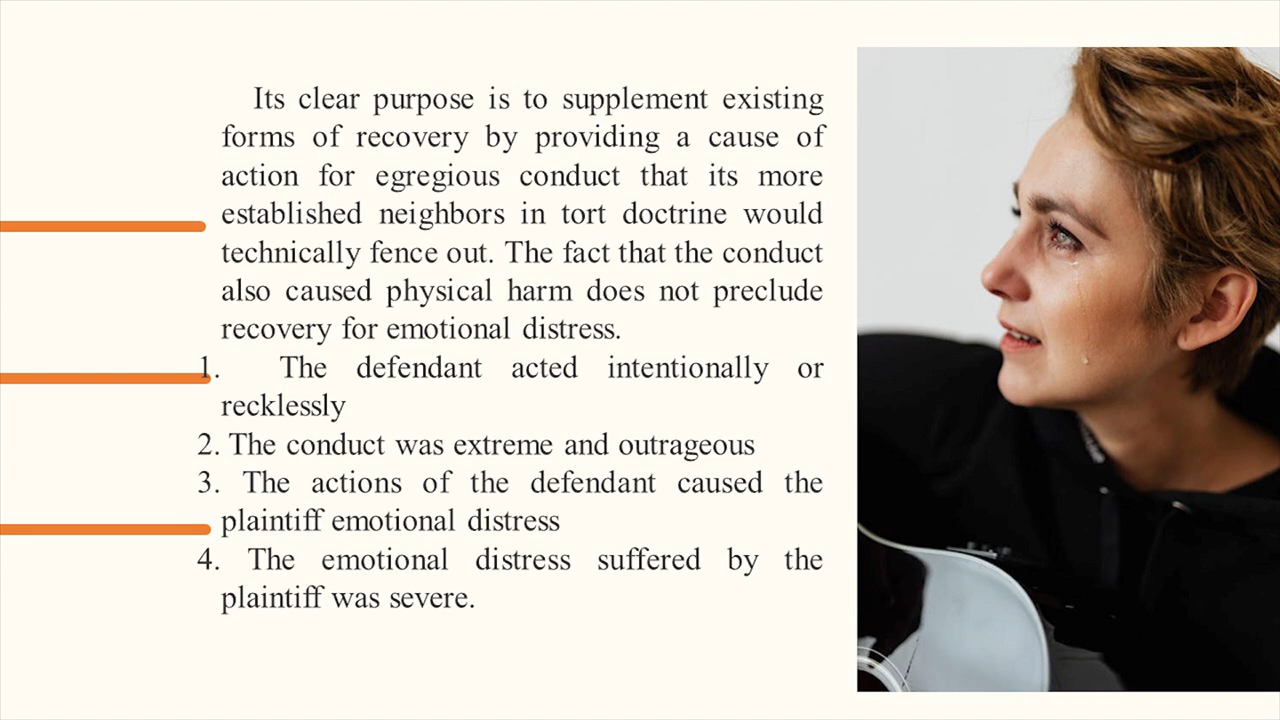 Its clear purpose is to supplement existing
forms of recovery by providing a cause of
action for egregious conduct that its more
established neighbors in tort doctrine would
technically fence out. The fact that the conduct
also caused physical harm does not preclude
recovery for emotional distress.
1. The defendant acted intentionally or
recklessly
2. The conduct was extreme and outrageous
3. The actions of the defendant caused the
plaintiff emotional distress
4. The emotional distress suffered by the
plaintiff was severe.